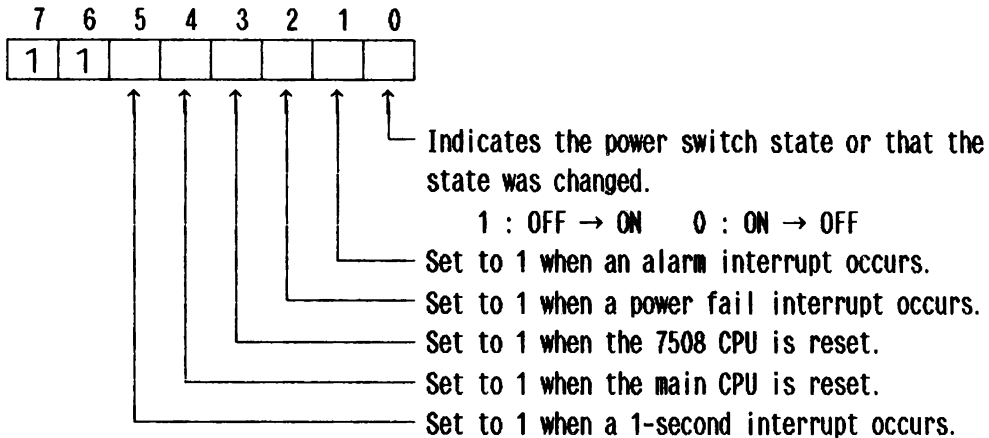 7 6 5 4 3 2 1 0
1 1
Indicates the power switch state or that the
state was changed.
1 : OFF → ON 0 : ON → OFF
Set to 1 when an alarm interrupt occurs.
Set to 1 when a power fail interrupt occurs.
Set to 1 when the 7508 CPU is reset.
Set to 1 when the main CPU is reset.
Set to 1 when a 1-second interrupt occurs.